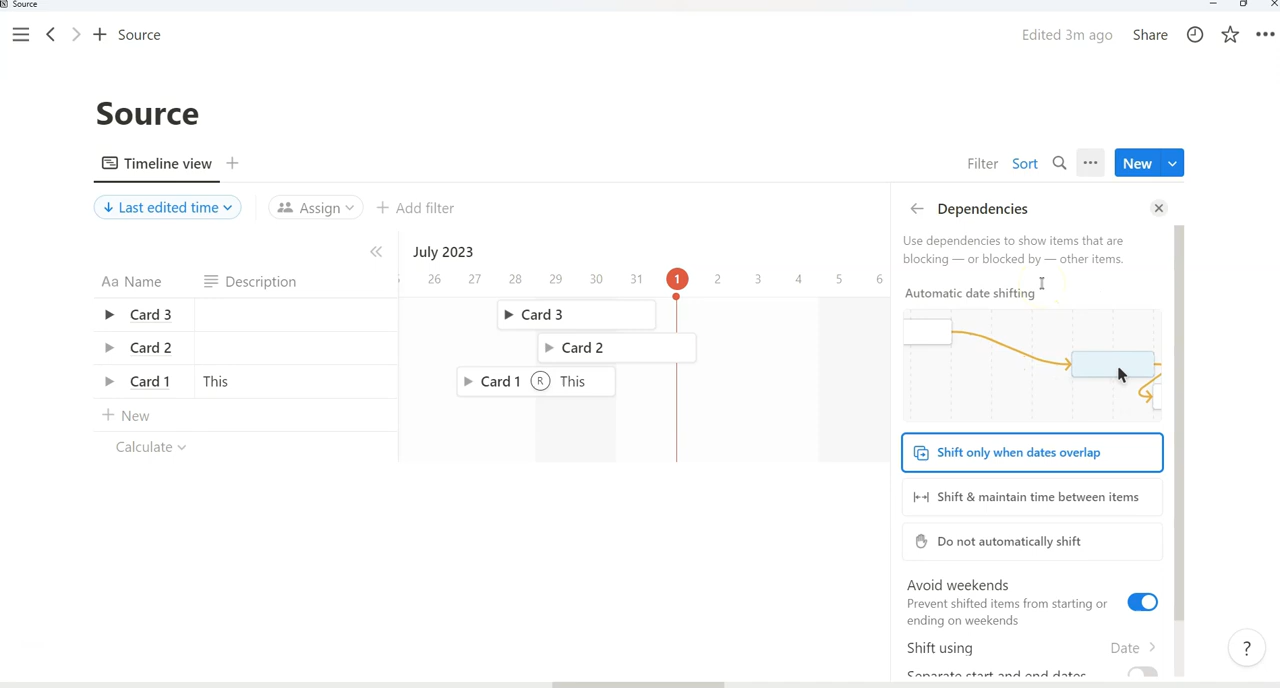 Source
Source
Edited 3m ago
Share
Source
Timeline view
Filter
Sort
New
Last edited time
Assign
Add filter
Dependencies
Use dependencies to show items that are
blocking — or blocked by — other items.
July 2023
Aa Name
Description
26 27 28 29 30 31 1 2 3 4 5 6
Automatic date shifting
Card 3
Card 3
Card 2
Card 2
Card 1
This
Card 1 R This
New
Calculate
Shift only when dates overlap
Shift & maintain time between items
Do not automatically shift
Avoid weekends
Prevent shifted items from starting or
ending on weekends
Shift using
Date
Separate start and end dates
?